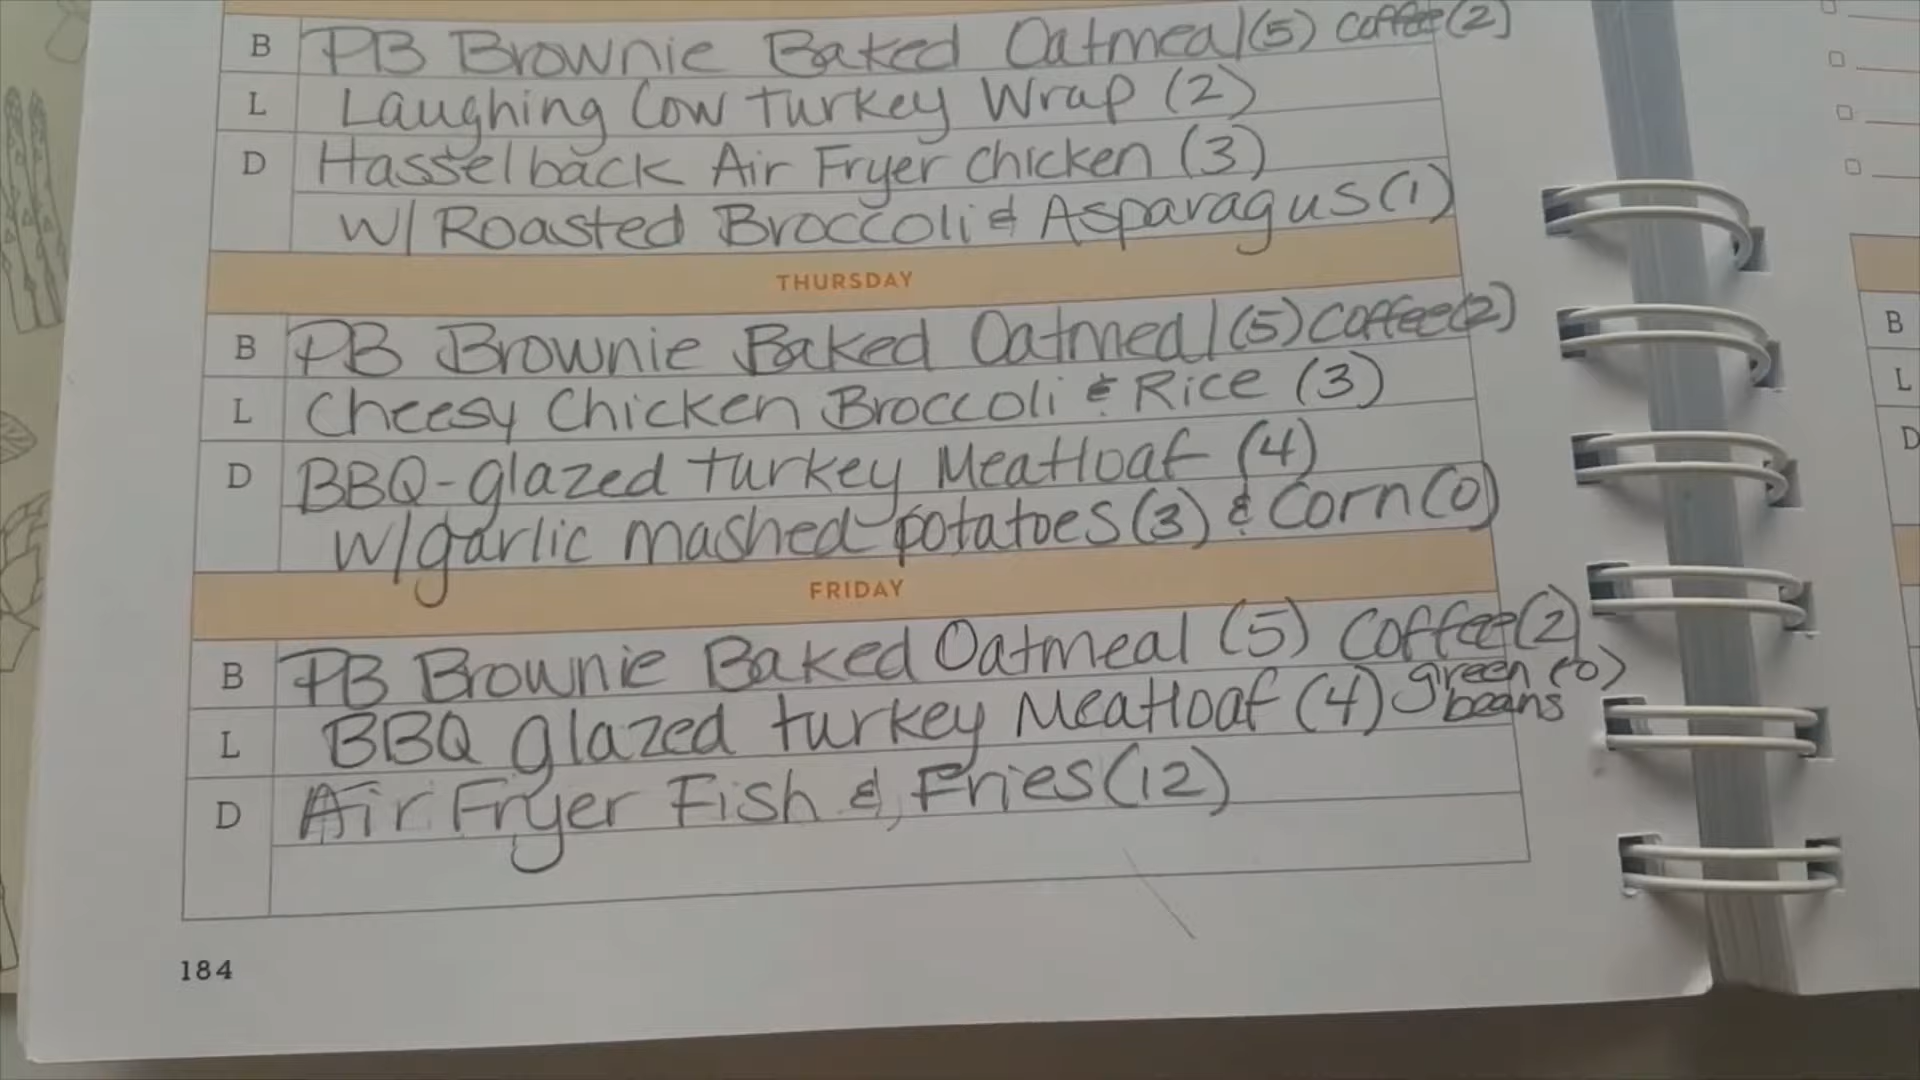 B PB Brownie Baked Oatmeal (5) Coffee (2)
L Laughing Cow Turkey Wrap (2)
D Hasselback Air Fryer Chicken (3)
W/ Roasted Broccoli & Asparagus (1)
THURSDAY
B PB Brownie Baked Oatmeal (5) Coffee (2)
L Cheesy Chicken Broccoli & Rice (3)
D BBQ-glazed turkey Meatloaf (4)
W/garlic mashed potatoes (3) & Corn (0)
FRIDAY
B PB Brownie Baked Oatmeal (5) Coffee (2)
L BBQ glazed turkey Meatloaf (4) green beans (0)
D Air Fryer Fish & Fries (12)
184
B
L
D